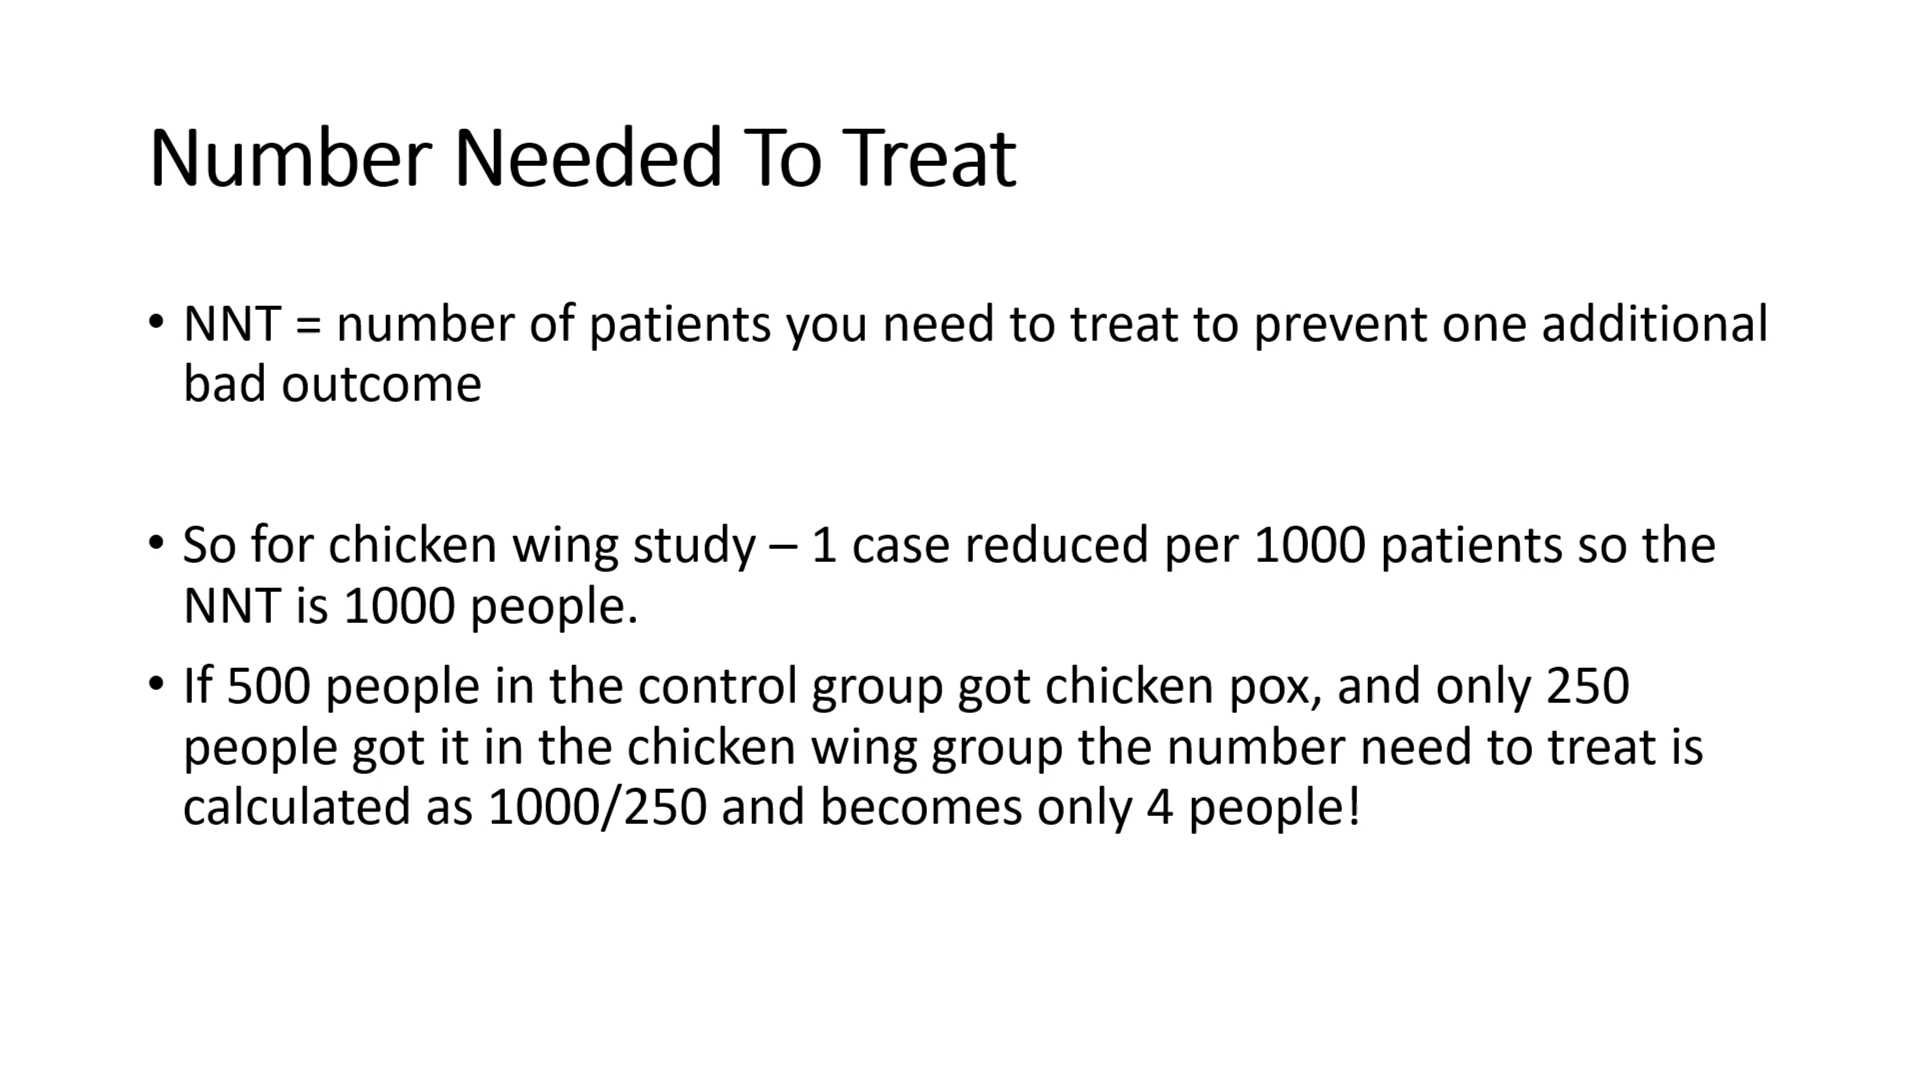 Number Needed To Treat
• NNT = number of patients you need to treat to prevent one additional
bad outcome
• So for chicken wing study – 1 case reduced per 1000 patients so the
NNT is 1000 people.
• If 500 people in the control group got chicken pox, and only 250
people got it in the chicken wing group the number need to treat is
calculated as 1000/250 and becomes only 4 people!